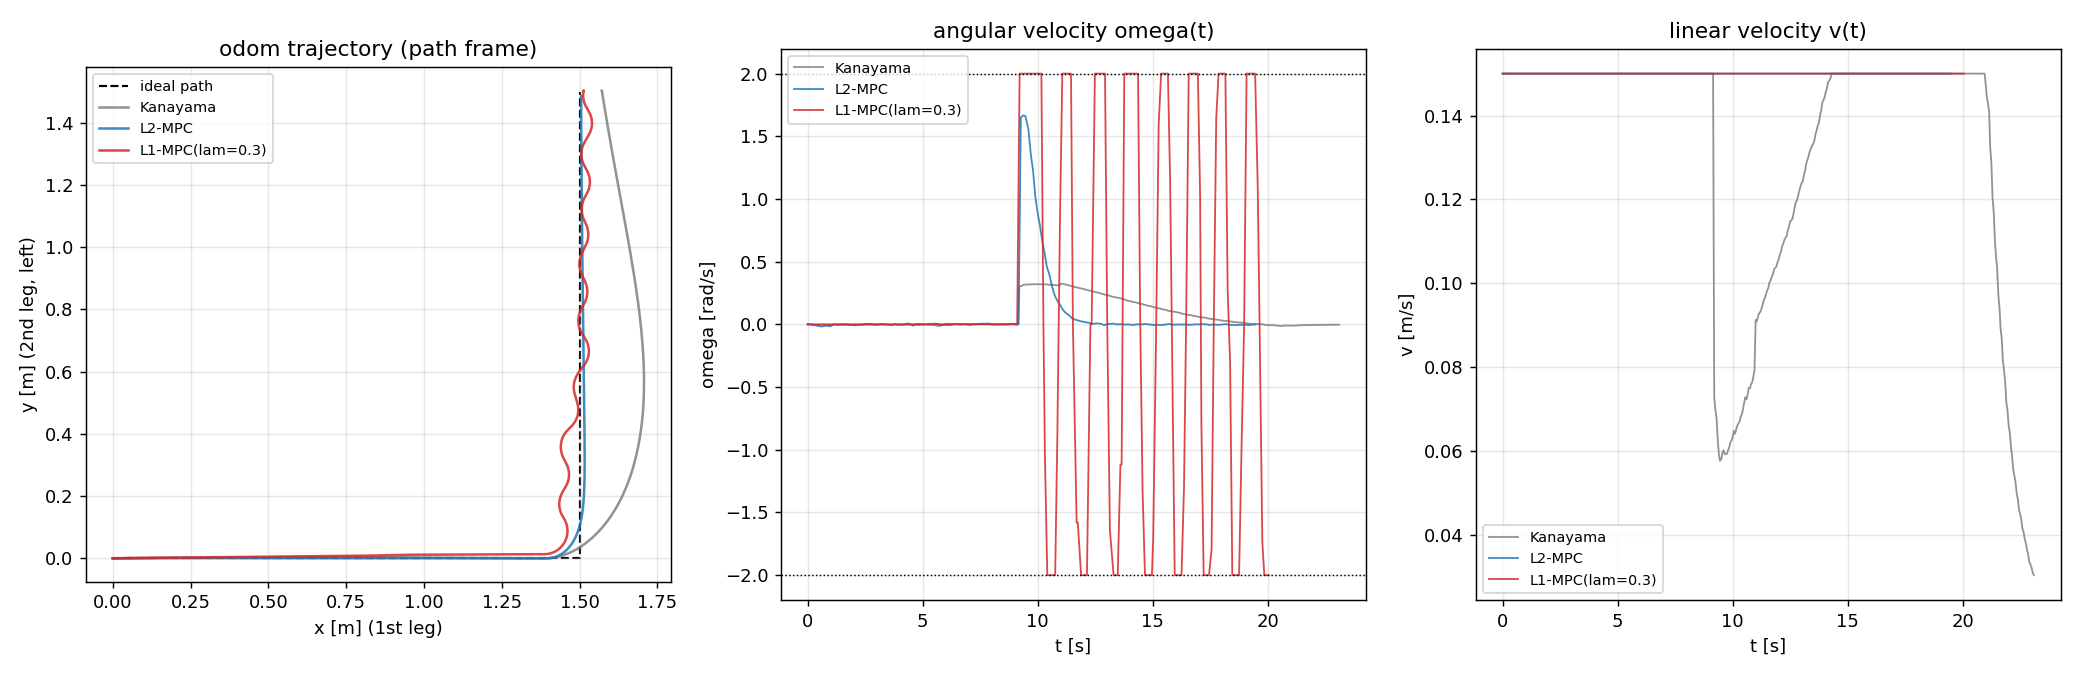 odom trajectory (path frame)
ideal path
Kanayama
L2-MPC
L1-MPC(lam=0.3)
y [m] (2nd leg, left)
1.4
1.2
1.0
0.8
0.6
0.4
0.2
0.0
0.00 0.25 0.50 0.75 1.00 1.25 1.50 1.75
x [m] (1st leg)
angular velocity omega(t)
Kanayama
L2-MPC
L1-MPC(lam=0.3)
omega [rad/s]
2.0
1.5
1.0
0.5
0.0
−0.5
−1.0
−1.5
−2.0
0 5 10 15 20
t [s]
linear velocity v(t)
v [m/s]
0.14
0.12
0.10
0.08
0.06
0.04
Kanayama
L2-MPC
L1-MPC(lam=0.3)
0 5 10 15 20
t [s]